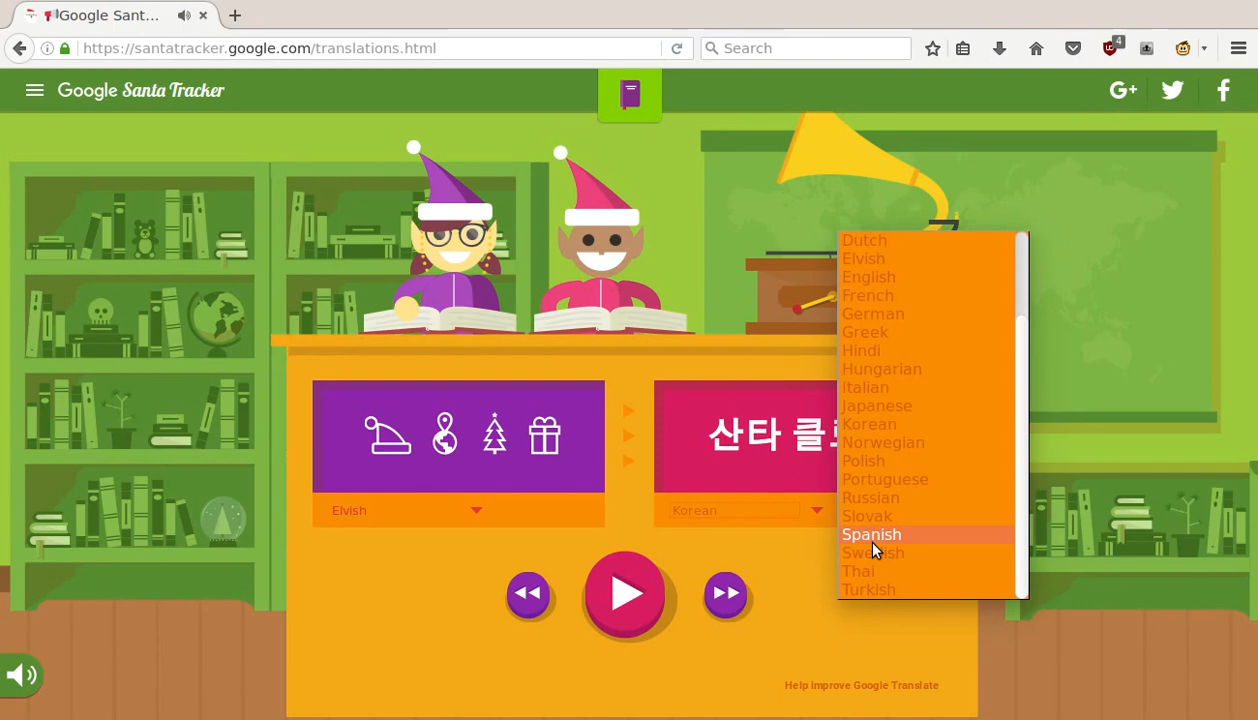 Google Sant...
https://santatracker.google.com/translations.html
Search
4
Google Santa Tracker
G+
Dutch
Elvish
English
French
German
Greek
Hindi
Hungarian
Italian
Japanese
Korean
Norwegian
Polish
Portuguese
Russian
Slovak
Spanish
Swedish
Thai
Turkish
산타 클
Elvish
Korean
Help improve Google Translate